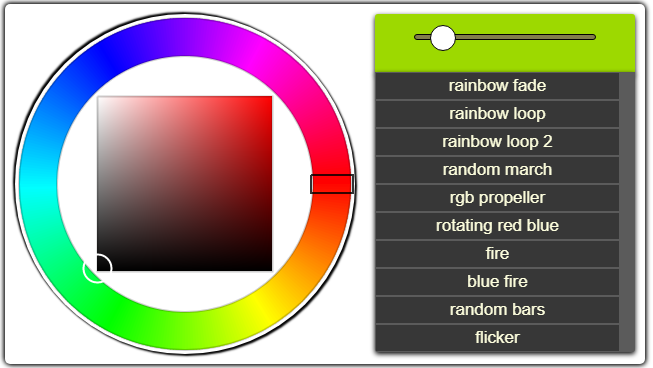 rainbow fade
rainbow loop
rainbow loop 2
random march
rgb propeller
rotating red blue
fire
blue fire
random bars
flicker